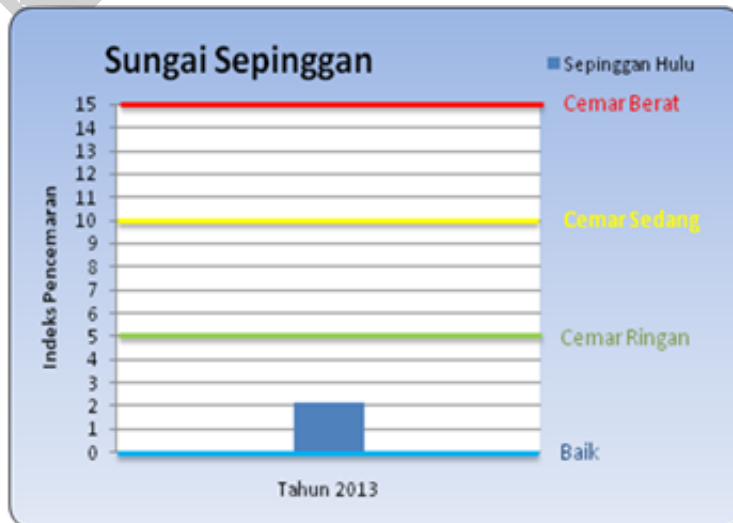 Sungai Sepinggan
Sepinggan Hulu
15
14
13
12
11
10
9
8
7
6
5
4
3
2
1
0
Indeks Pencemaran
Cemar Berat
Cemar Sedang
Cemar Ringan
Baik
Tahun 2013